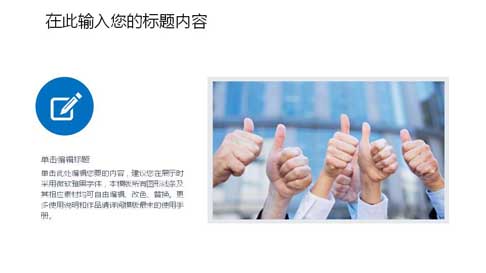 在此输入您的标题内容
单击编辑标题
单击此处编辑您要的内容，建议您在展示时
采用微软雅黑字体，本模版所有图形线条及
其相应素材均可自由编辑、改色、替换。更
多使用说明和作品请详阅模版最末的使用手
册。